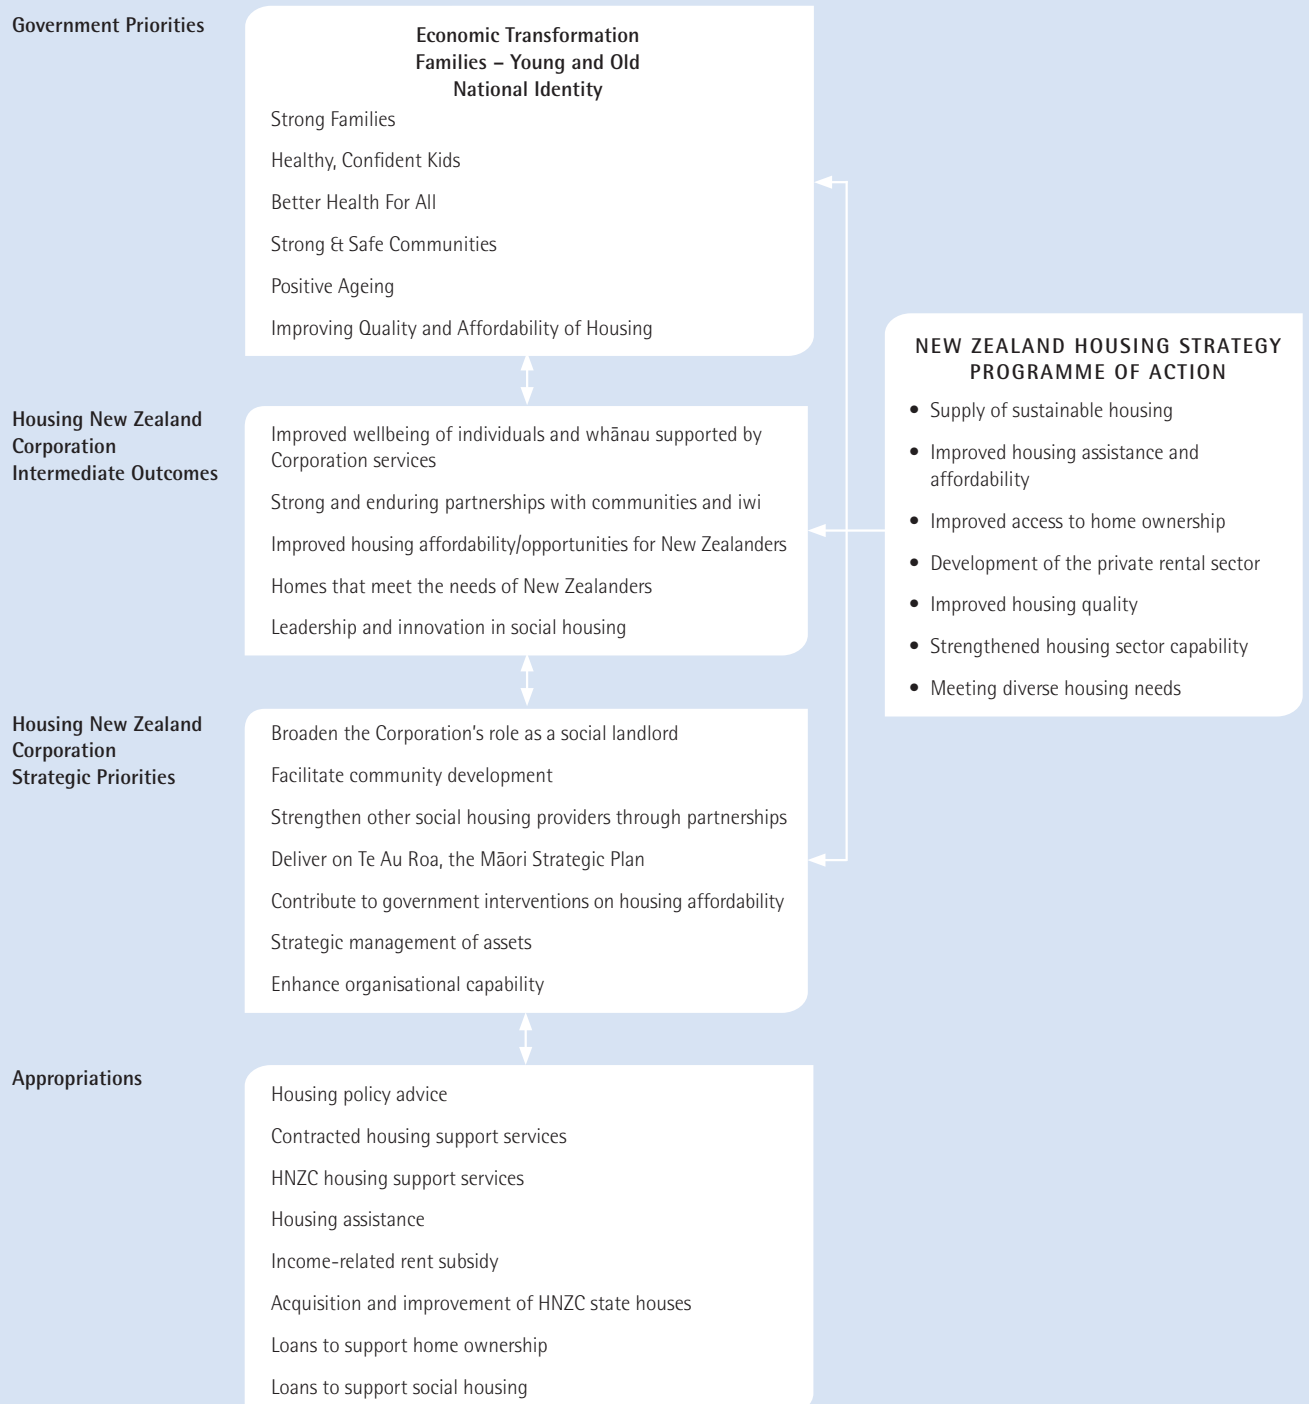 Government Priorities
Economic Transformation
Families – Young and Old
National Identity
Strong Families
Healthy, Confident Kids
Better Health For All
Strong & Safe Communities
Positive Ageing
Improving Quality and Affordability of Housing
Housing New Zealand
Corporation
Intermediate Outcomes
Improved wellbeing of individuals and whānau supported by
Corporation services
Strong and enduring partnerships with communities and iwi
Improved housing affordability/opportunities for New Zealanders
Homes that meet the needs of New Zealanders
Leadership and innovation in social housing
Housing New Zealand
Corporation
Strategic Priorities
Broaden the Corporation's role as a social landlord
Facilitate community development
Strengthen other social housing providers through partnerships
Deliver on Te Au Roa, the Māori Strategic Plan
Contribute to government interventions on housing affordability
Strategic management of assets
Enhance organisational capability
Appropriations
Housing policy advice
Contracted housing support services
HNZC housing support services
Housing assistance
Income-related rent subsidy
Acquisition and improvement of HNZC state houses
Loans to support home ownership
Loans to support social housing
NEW ZEALAND HOUSING STRATEGY
PROGRAMME OF ACTION
• Supply of sustainable housing
• Improved housing assistance and
affordability
• Improved access to home ownership
• Development of the private rental sector
• Improved housing quality
• Strengthened housing sector capability
• Meeting diverse housing needs